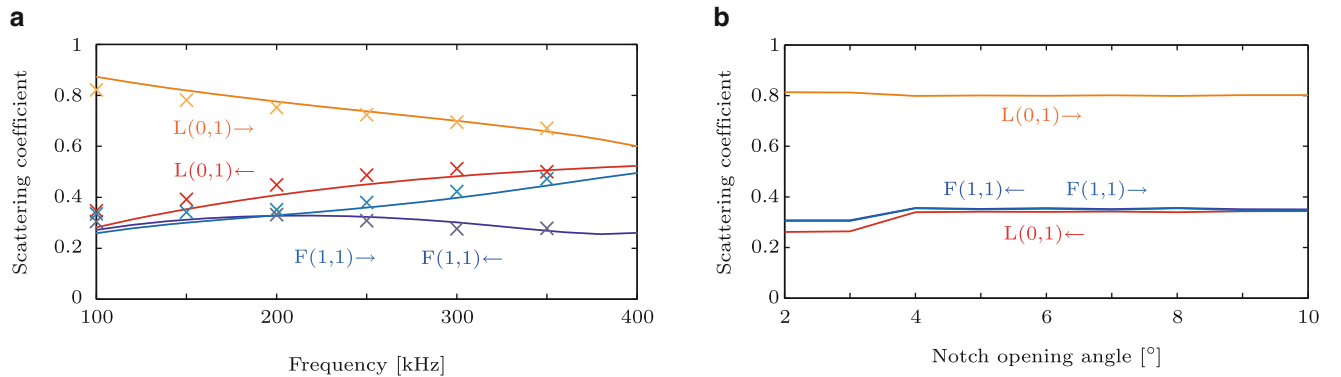 a
1
0.8
0.6
0.4
0.2
0
Scattering coefficient
L(0,1)→
L(0,1)←
F(1,1)→ F(1,1)←
100 200 300 400
Frequency [kHz]
b
1
0.8
0.6
0.4
0.2
0
Scattering coefficient
L(0,1)→
F(1,1)← F(1,1)→
L(0,1)←
2 4 6 8 10
Notch opening angle [°]